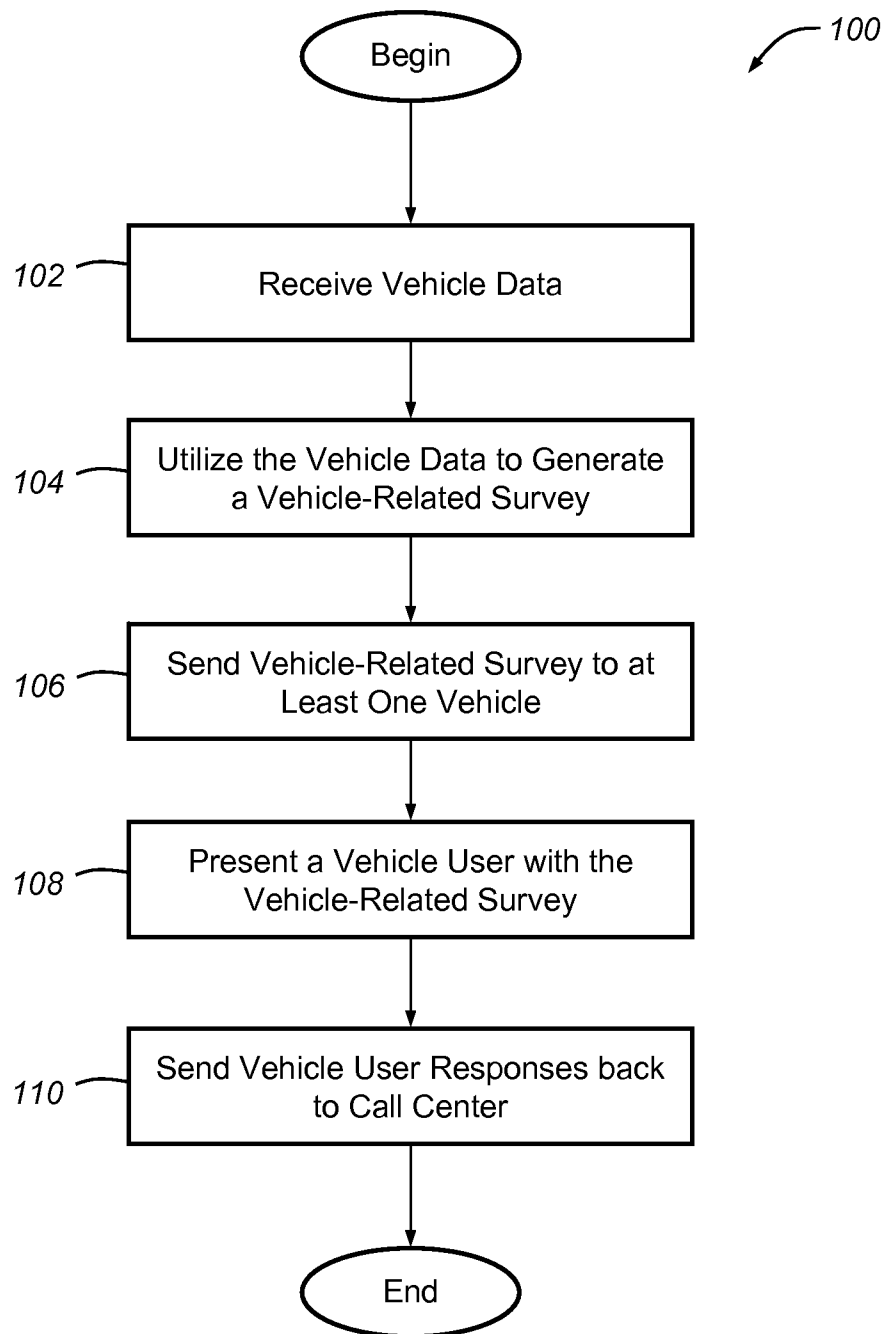 Begin
100
102
Receive Vehicle Data
104
Utilize the Vehicle Data to Generate
a Vehicle-Related Survey
106
Send Vehicle-Related Survey to at
Least One Vehicle
108
Present a Vehicle User with the
Vehicle-Related Survey
110
Send Vehicle User Responses back
to Call Center
End